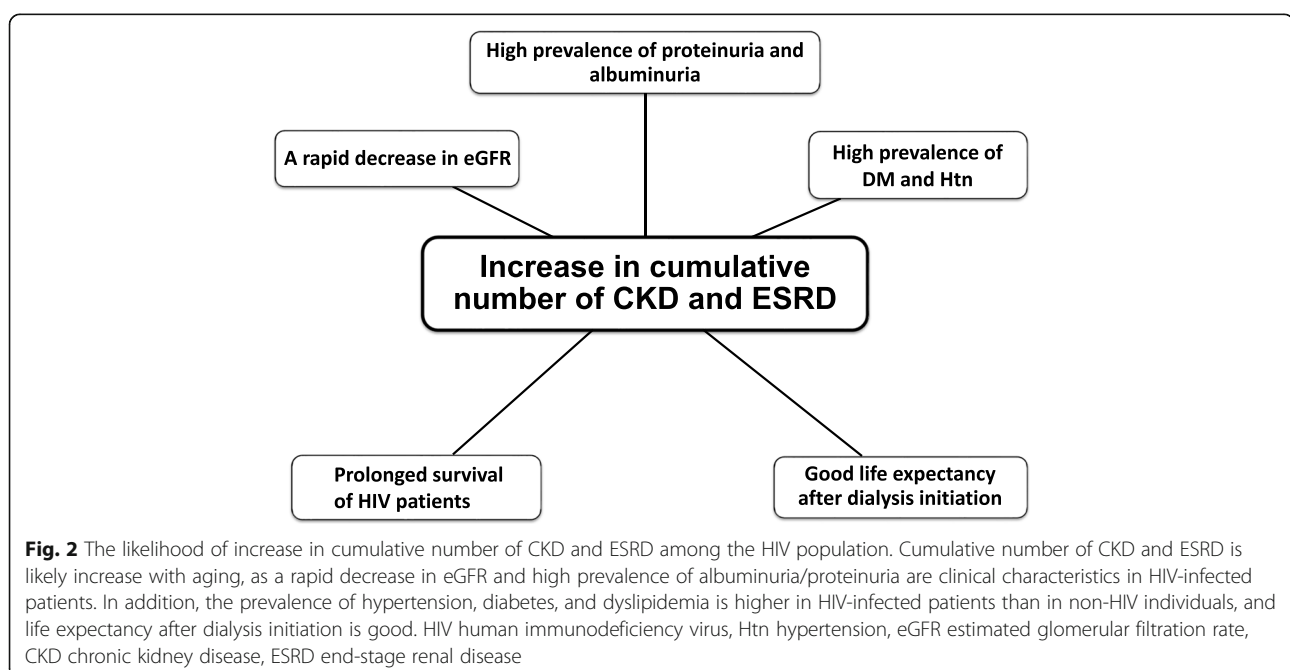 High prevalence of proteinuria and
albuminuria
A rapid decrease in eGFR
High prevalence of
DM and Htn
Increase in cumulative
number of CKD and ESRD
Prolonged survival
of HIV patients
Good life expectancy
after dialysis initiation
Fig. 2 The likelihood of increase in cumulative number of CKD and ESRD among the HIV population. Cumulative number of CKD and ESRD is
likely increase with aging, as a rapid decrease in eGFR and high prevalence of albuminuria/proteinuria are clinical characteristics in HIV-infected
patients. In addition, the prevalence of hypertension, diabetes, and dyslipidemia is higher in HIV-infected patients than in non-HIV individuals, and
life expectancy after dialysis initiation is good. HIV human immunodeficiency virus, Htn hypertension, eGFR estimated glomerular filtration rate,
CKD chronic kidney disease, ESRD end-stage renal disease